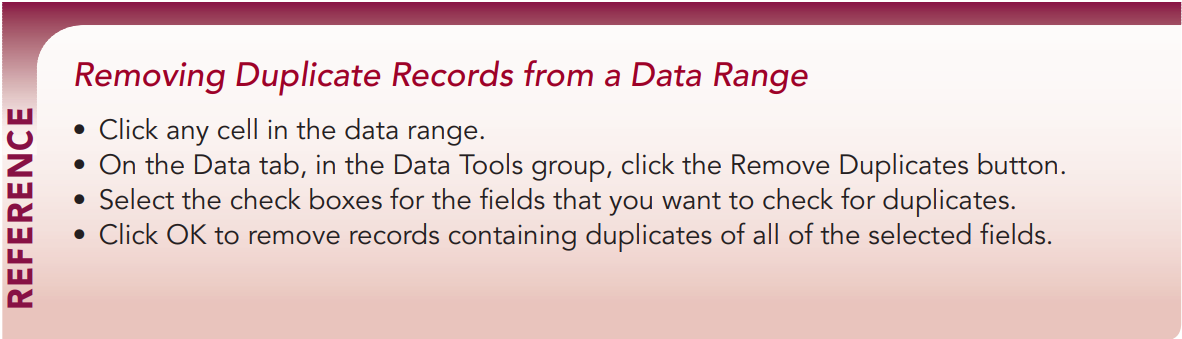 REFERENCE
Removing Duplicate Records from a Data Range
• Click any cell in the data range.
• On the Data tab, in the Data Tools group, click the Remove Duplicates button.
• Select the check boxes for the fields that you want to check for duplicates.
• Click OK to remove records containing duplicates of all of the selected fields.